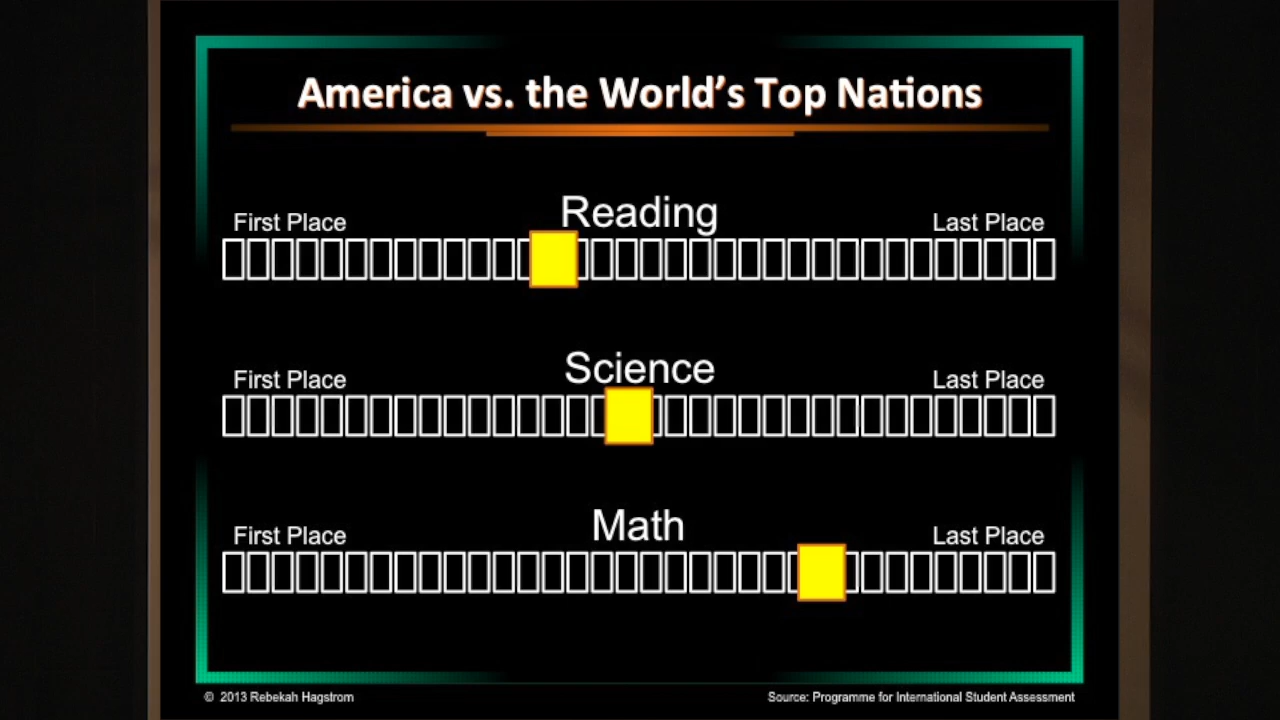 America vs. the World's Top Nations
Reading
First Place
Last Place
Science
First Place
Last Place
Math
First Place
Last Place
© 2013 Rebekah Hagstrom
Source: Programme for International Student Assessment